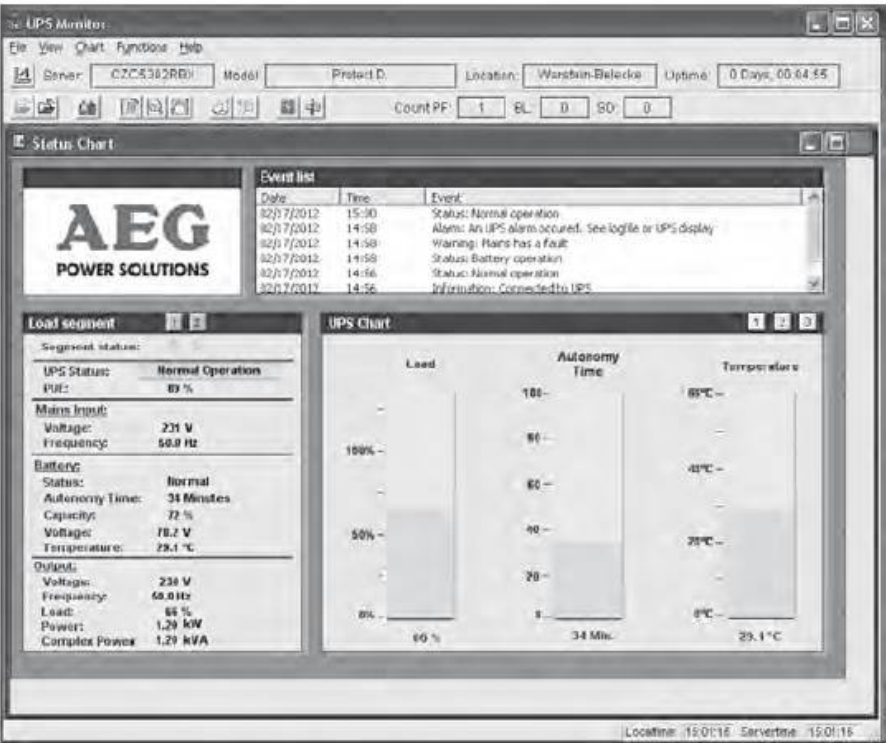 UPS Monitor
File View Chart Functions Help
Server: Model: Protect D. Location: Warstein-Belecke Uptime: 0 Days, 00:04:55
Count PF: 1 BL: 0 SD: 0
Status Chart
AEG
POWER SOLUTIONS
Event list
Date Time Event
02/17/2012 15:00 Status: Normal operation
02/17/2012 14:58 Alarm: An UPS alarm occured. See logfile or UPS display
02/17/2012 14:58 Warning: Mains has a fault
02/17/2012 14:58 Status: Battery operation
02/17/2012 14:56 Status: Normal operation
02/17/2012 14:56 Information: Connected to UPS
Load segment 1 2
Segment status:
UPS Status: Normal Operation
89 %
Mains Input:
Voltage: 231 V
Frequency: 50.0 Hz
Battery:
Status: Normal
Autonomy Time: 34 Minutes
Capacity: 72 %
Voltage: 78.2 V
Temperature: 29.1 °C
Output:
Voltage: 230 V
Frequency: 50.0 Hz
Load: 66 %
Power: 1.29 kW
Complex Power 1.29 kVA
UPS Chart 1 2 3
Load
100%
50%
0%
66 %
Autonomy
Time
100
80
60
40
20
0
34 Min.
Temperature
65°C
45°C
25°C
0°C
29.1°C
Localtime: 15:01:16 Servertime: 15:01:16